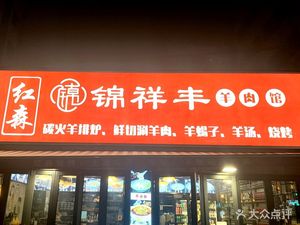 红森
锦祥丰羊肉馆
碳火羊排炉、鲜切涮羊肉、羊蝎子、羊汤、烧烤
大众点评